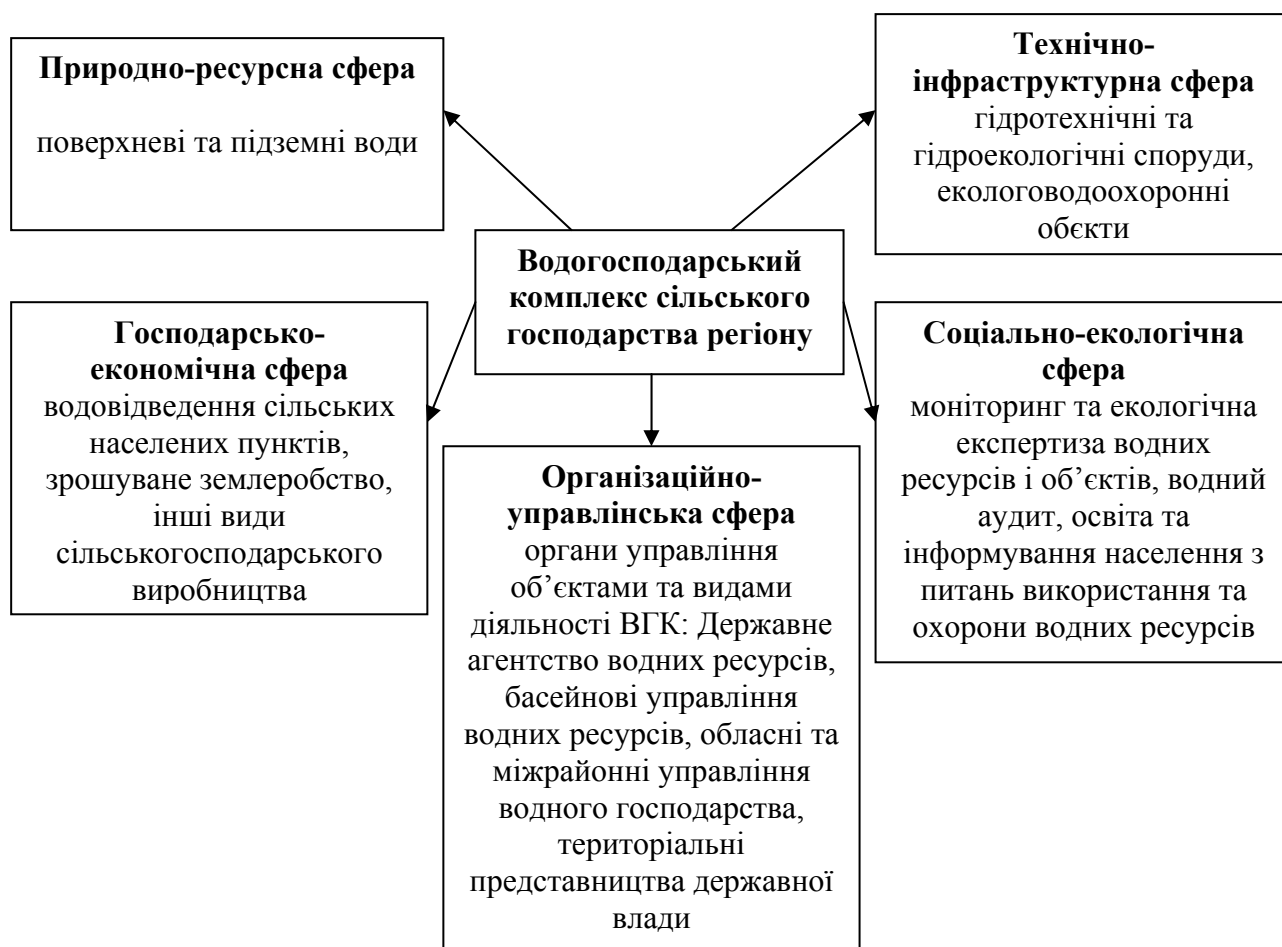 Природно-ресурсна сфера
поверхневі та підземні води
Технічно-
інфраструктурна сфера
гідротехнічні та
гідроекологічні споруди,
екологоводоохоронні
обєкти
Водогосподарський
комплекс сільського
господарства регіону
Господарсько-
економічна сфера
водовідведення сільських
населених пунктів,
зрошуване землеробство,
інші види
сільськогосподарського
виробництва
Організаційно-
управлінська сфера
органи управління
об’єктами та видами
діяльності ВГК: Державне
агентство водних ресурсів,
басейнові управління
водних ресурсів, обласні та
міжрайонні управління
водного господарства,
територіальні
представництва державної
влади
Соціально-екологічна
сфера
моніторинг та екологічна
експертиза водних
ресурсів і об’єктів, водний
аудит, освіта та
інформування населення з
питань використання та
охорони водних ресурсів